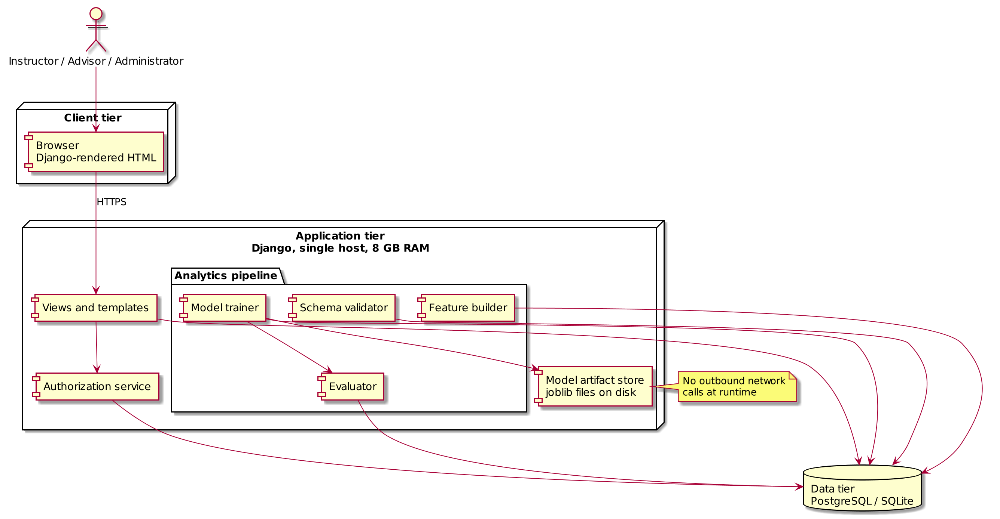 Instructor / Advisor / Administrator
Client tier
Browser
Django-rendered HTML
HTTPS
Application tier
Django, single host, 8 GB RAM
Analytics pipeline
Views and templates
Model trainer
Schema validator
Feature builder
Authorization service
Evaluator
Model artifact store
joblib files on disk
No outbound network
calls at runtime
Data tier
PostgreSQL / SQLite